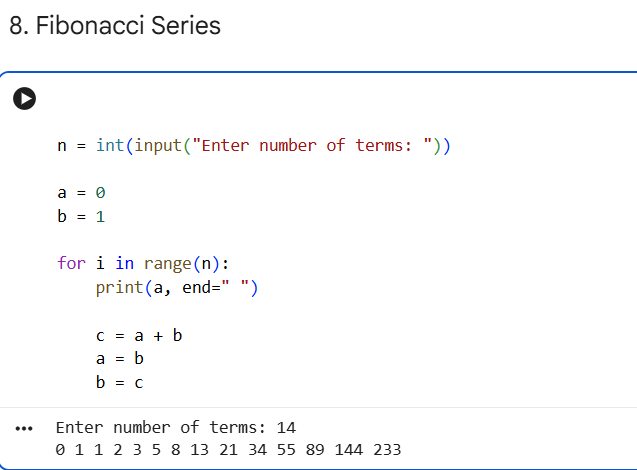 8. Fibonacci Series
n = int(input("Enter number of terms: "))
a = 0
b = 1
for i in range(n):
    print(a, end=" ")
    c = a + b
    a = b
    b = c
Enter number of terms: 14
0 1 1 2 3 5 8 13 21 34 55 89 144 233